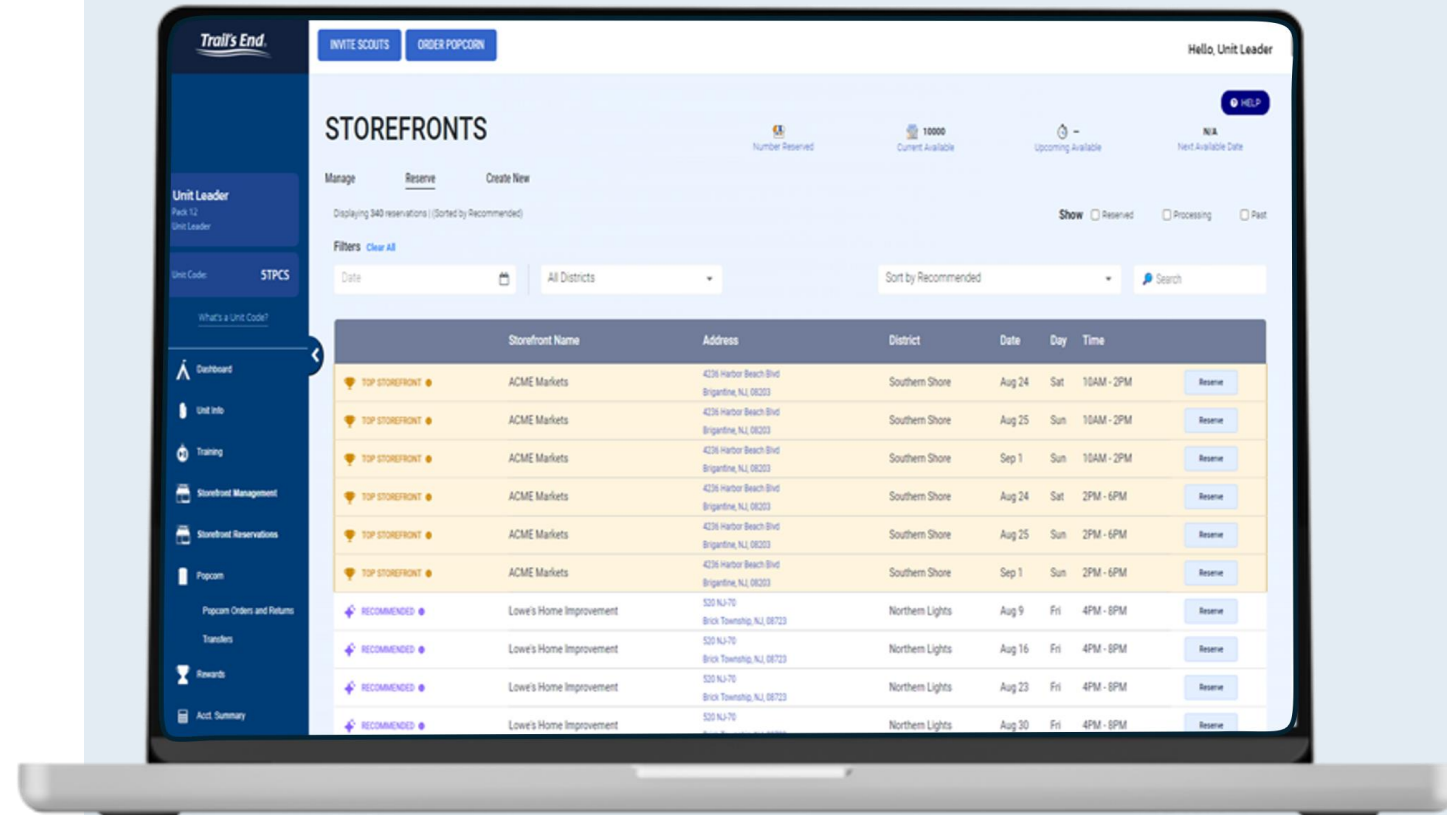 Trail's End.
INVITE SCOUTS
ORDER POPCORN
Hello, Unit Leader
HELP
STOREFRONTS
Number Reserved
10000
Current Available
–
Upcoming Available
N/A
Next Available Date
Manage Reserve Create New
Displaying 340 reservations | (Sorted by Recommended)
Show Reserved Processing Past
Filters Clear All
Date
All Districts
Sort by Recommended
Search
Unit Leader
Pack 12
Unit Leader
Unit Code: 5TPCS
What's a Unit Code?
Dashboard
Unit Info
Training
Storefront Management
Storefront Reservations
Popcorn
Popcorn Orders and Returns
Transfers
Rewards
Acct. Summary
Storefront Name Address District Date Day Time
TOP STOREFRONT ACME Markets 4236 Harbor Beach Blvd Southern Shore Aug 24 Sat 10AM - 2PM Reserve
Brigantine, NJ, 08203
TOP STOREFRONT ACME Markets 4236 Harbor Beach Blvd Southern Shore Aug 25 Sun 10AM - 2PM Reserve
Brigantine, NJ, 08203
TOP STOREFRONT ACME Markets 4236 Harbor Beach Blvd Southern Shore Sep 1 Sun 10AM - 2PM Reserve
Brigantine, NJ, 08203
TOP STOREFRONT ACME Markets 4236 Harbor Beach Blvd Southern Shore Aug 24 Sat 2PM - 6PM Reserve
Brigantine, NJ, 08203
TOP STOREFRONT ACME Markets 4236 Harbor Beach Blvd Southern Shore Aug 25 Sun 2PM - 6PM Reserve
Brigantine, NJ, 08203
TOP STOREFRONT ACME Markets 4236 Harbor Beach Blvd Southern Shore Sep 1 Sun 2PM - 6PM Reserve
Brigantine, NJ, 08203
RECOMMENDED Lowe's Home Improvement 520 NJ-70 Northern Lights Aug 9 Fri 4PM - 8PM Reserve
Brick Township, NJ, 08723
RECOMMENDED Lowe's Home Improvement 520 NJ-70 Northern Lights Aug 16 Fri 4PM - 8PM Reserve
Brick Township, NJ, 08723
RECOMMENDED Lowe's Home Improvement 520 NJ-70 Northern Lights Aug 23 Fri 4PM - 8PM Reserve
Brick Township, NJ, 08723
RECOMMENDED Lowe's Home Improvement 520 NJ-70 Northern Lights Aug 30 Fri 4PM - 8PM Reserve